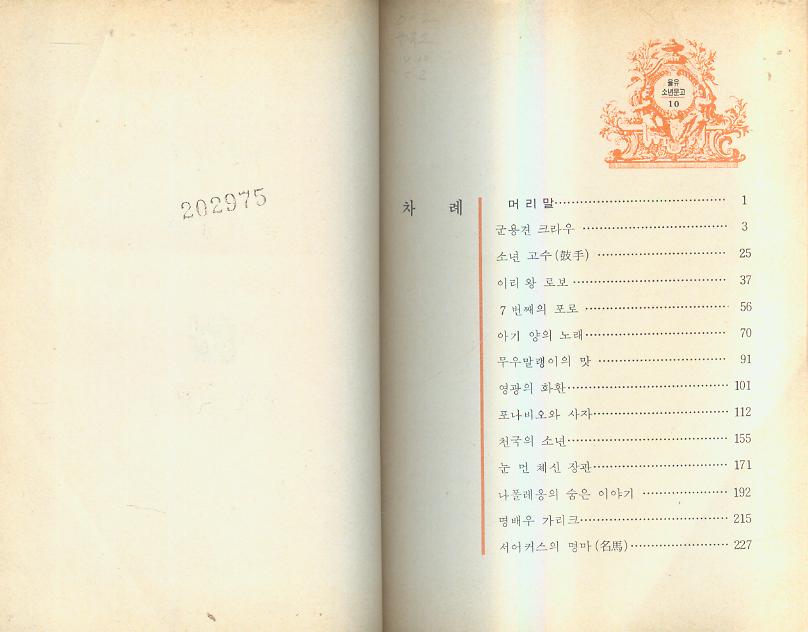 202975
을유
소년문고
10
차 례
머리말 1
군용견 크라우 3
소년 고수(鼓手) 25
이리 왕 로보 37
7번째의 포로 56
아기 양의 노래 70
무우말랭이의 맛 91
영광의 화환 101
포나비오와 사자 112
천국의 소년 155
눈 먼 체신 장관 171
나폴레옹의 숨은 이야기 192
명배우 가리크 215
서어커스의 명마(名馬) 227